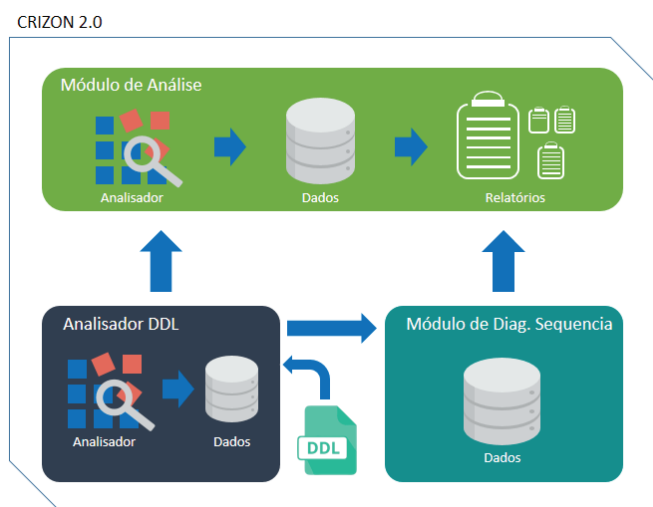 CRIZON 2.0
Módulo de Análise
Analisador
Dados
Relatórios
Analisador DDL
Analisador
Dados
DDL
Módulo de Diag. Sequencia
Dados